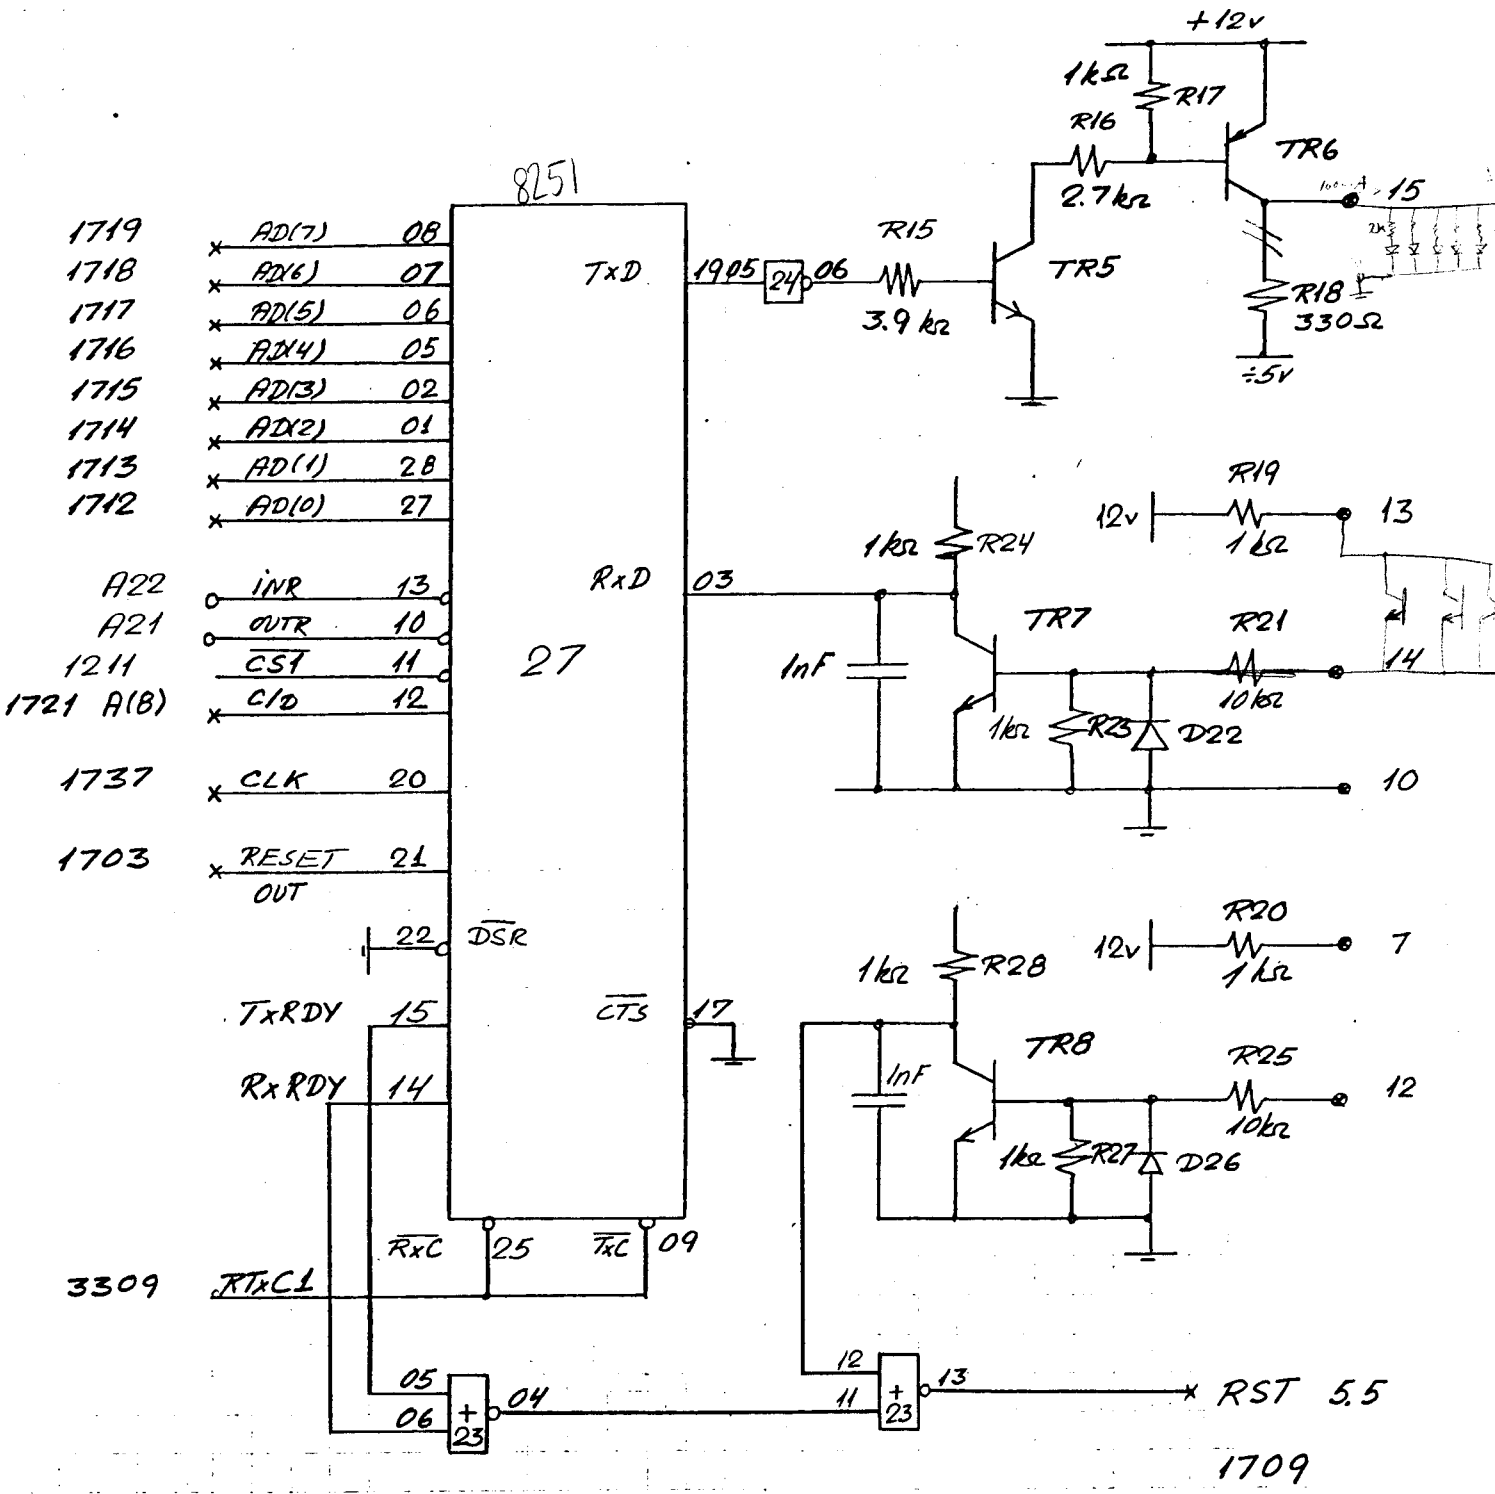 +12v
1kΩ
R17
R16
2.7kΩ
TR6
15
2k
8251
1719 AD(7) 08
1718 AD(6) 07
1717 AD(5) 06
1716 AD(4) 05
1715 AD(3) 02
1714 AD(2) 01
1713 AD(1) 28
1712 AD(0) 27
TxD 19 05 24 06
R15
3.9 kΩ
TR5
R18
330Ω
÷5v
A22 INR 13
A21 OUTR 10
1211 CS1 11
1721 A(8) C/D 12
1737 CLK 20
1703 RESET 21
OUT
27
RxD 03
1kΩ R24
12v R19 13
1kΩ
TR7
R21
14
10kΩ
1nF
1kΩ R23 D22
10
22 DSR
TxRDY 15
RxRDY 14
CTS 17
1kΩ R28
12v R20 7
1kΩ
TR8
R25
12
10kΩ
1nF
1kΩ R27 D26
RxC 25 TxC 09
3309 RTxC1
05
06
+
23
04
12
11
+
23
13
RST 5.5
1709